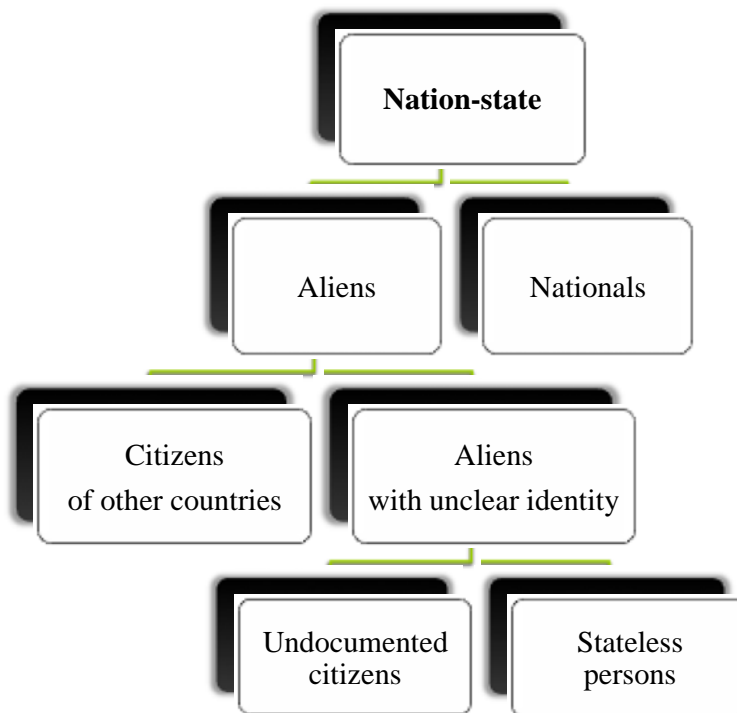 Nation-state
Aliens
Nationals
Citizens
of other countries
Aliens
with unclear identity
Undocumented
citizens
Stateless
persons